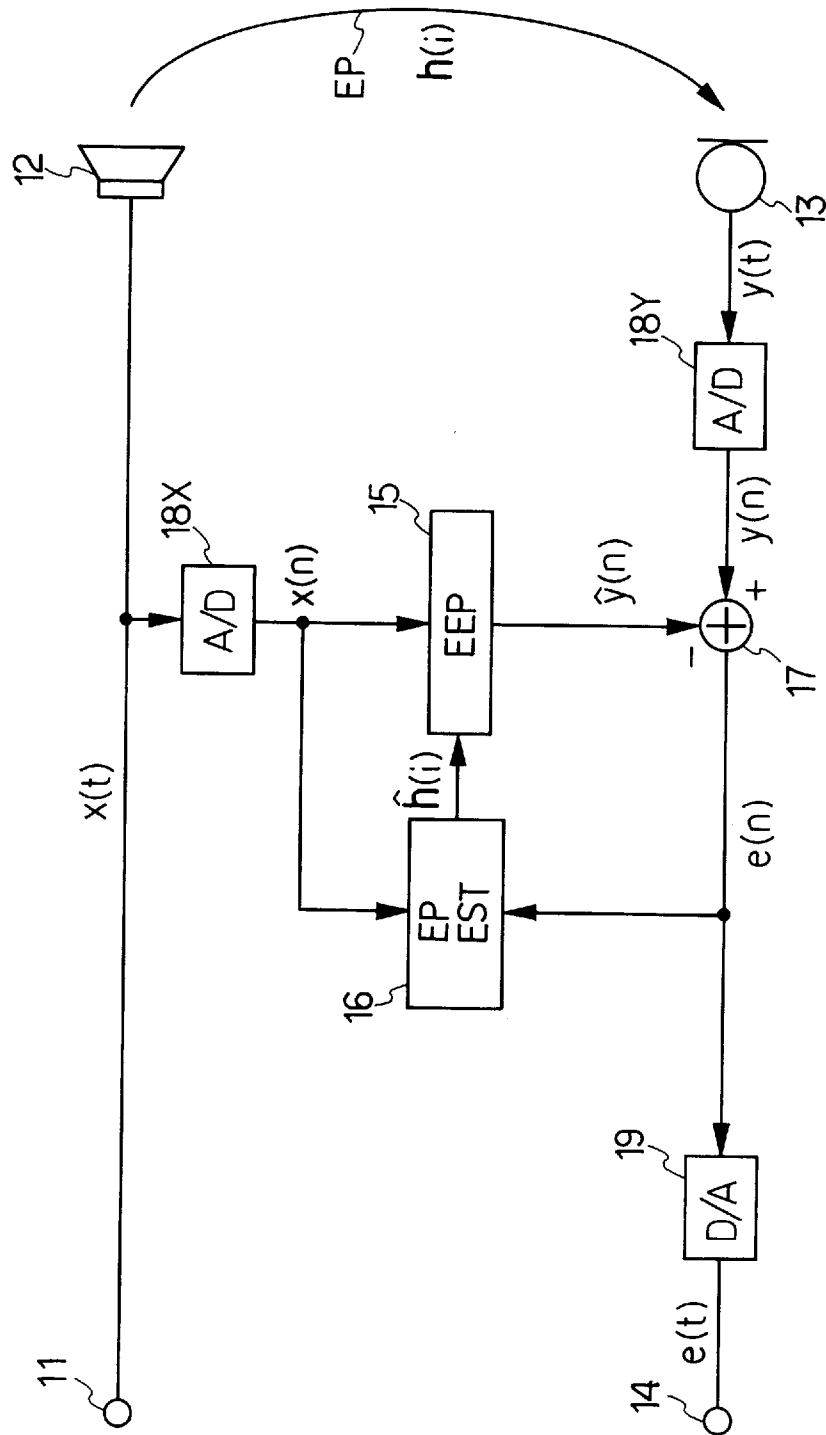 11
x(t)
12
EP
h(i)
18X
A/D
x(n)
15
EEP
16
EP
EST
ĥ(i)
ŷ(n)
18Y
A/D
y(t)
13
y(n)
+
−
17
e(n)
19
D/A
e(t)
14